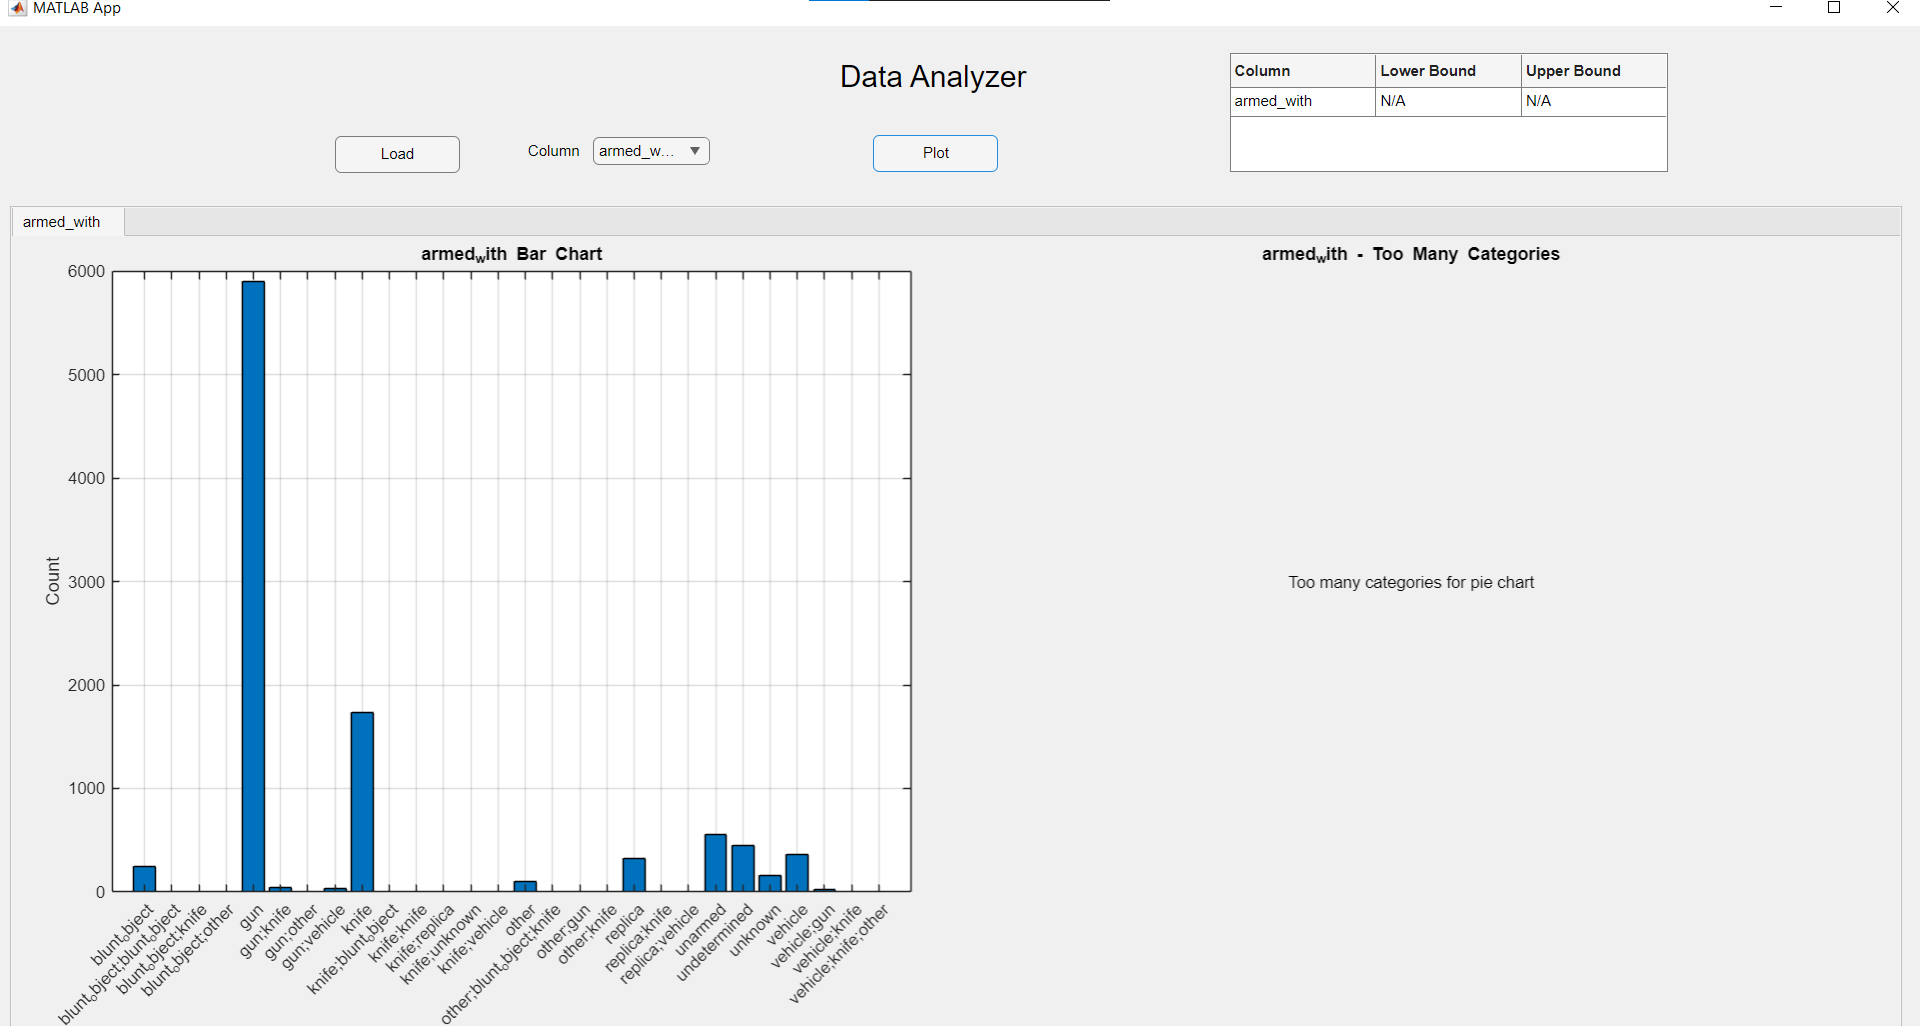 MATLAB App
Data Analyzer
Column Lower Bound Upper Bound
armed_with N/A N/A
Load
Column armed_w...
Plot
armed_with
armedwith Bar Chart
6000
5000
4000
3000
2000
1000
0
Count
blunt_object
blunt_object;blunt_object
blunt_object;knife
blunt_object;other
gun
gun;knife
gun;other
gun;vehicle
knife
knife;blunt_object
knife;knife
knife;replica
knife;unknown
knife;vehicle
other
other;blunt_object;knife
other;gun
other;knife
replica
replica;knife
replica;vehicle
unarmed
undetermined
unknown
vehicle
vehicle;gun
vehicle;knife
vehicle;knife;other
armedwith - Too Many Categories
Too many categories for pie chart